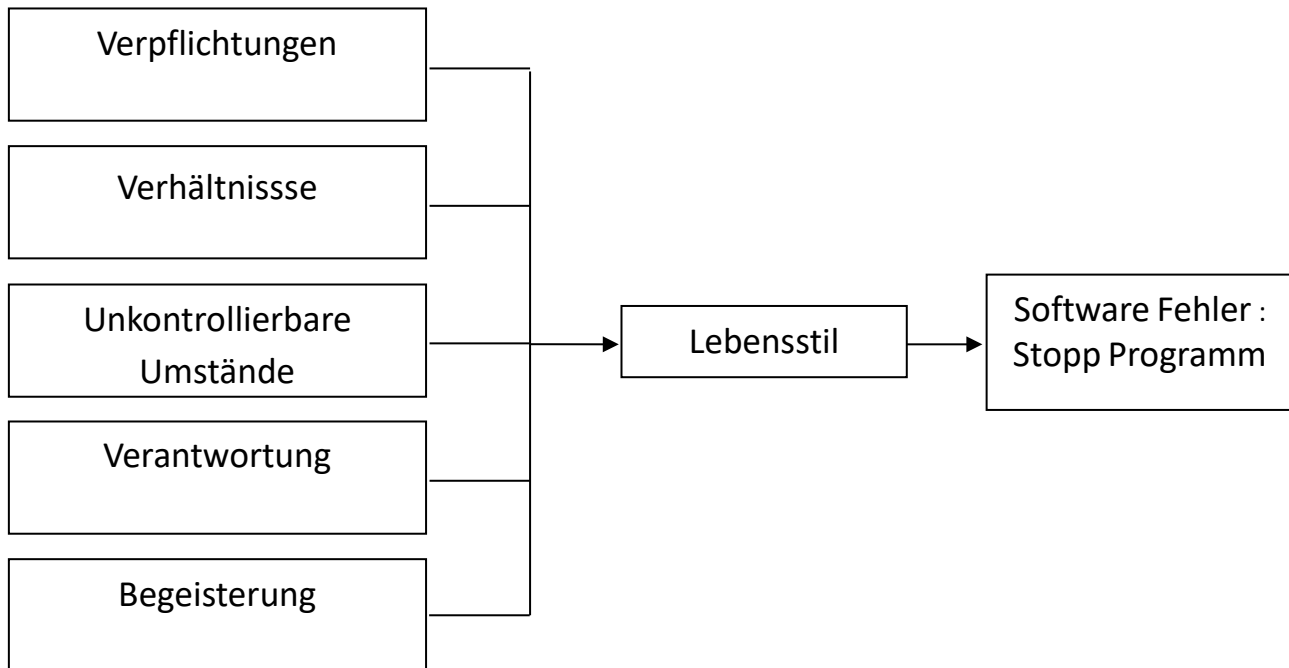 Verpflichtungen
Verhältnissse
Unkontrollierbare
Umstände
Verantwortung
Begeisterung
Lebensstil
Software Fehler :
Stopp Programm